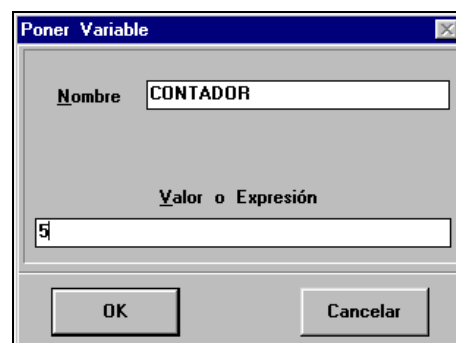 Poner Variable
Nombre CONTADOR
Valor o Expresión
5
OK Cancelar